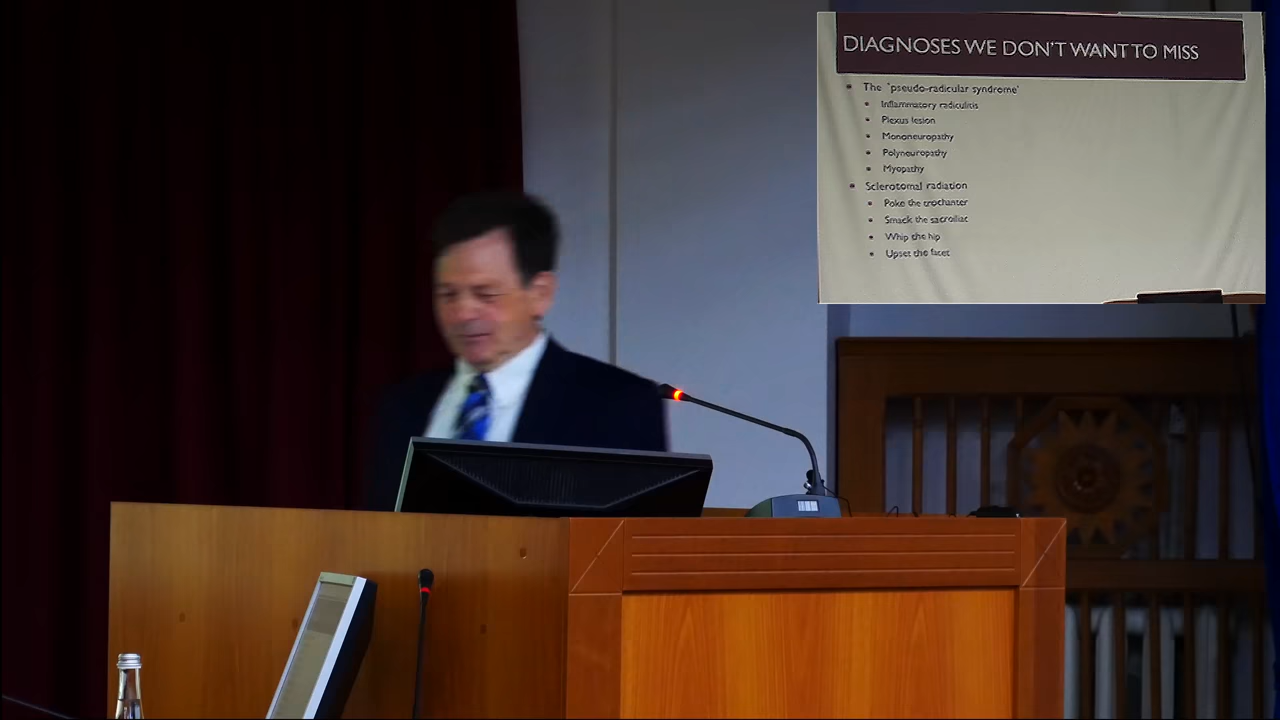 DIAGNOSES WE DON'T WANT TO MISS
The 'pseudo-radicular syndrome'
Inflammatory radiculitis
Plexus lesion
Mononeuropathy
Polyneuropathy
Myopathy
Sclerotomal radiation
Poke the trochanter
Smack the sacroiliac
Whip the hip
Upset the facet